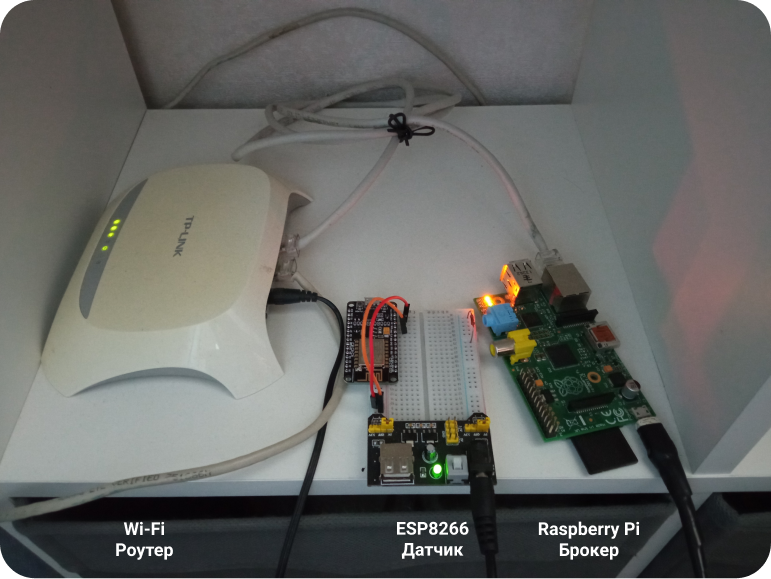 TP-LINK
Wi-Fi
Роутер
ESP8266
Датчик
Raspberry Pi
Брокер